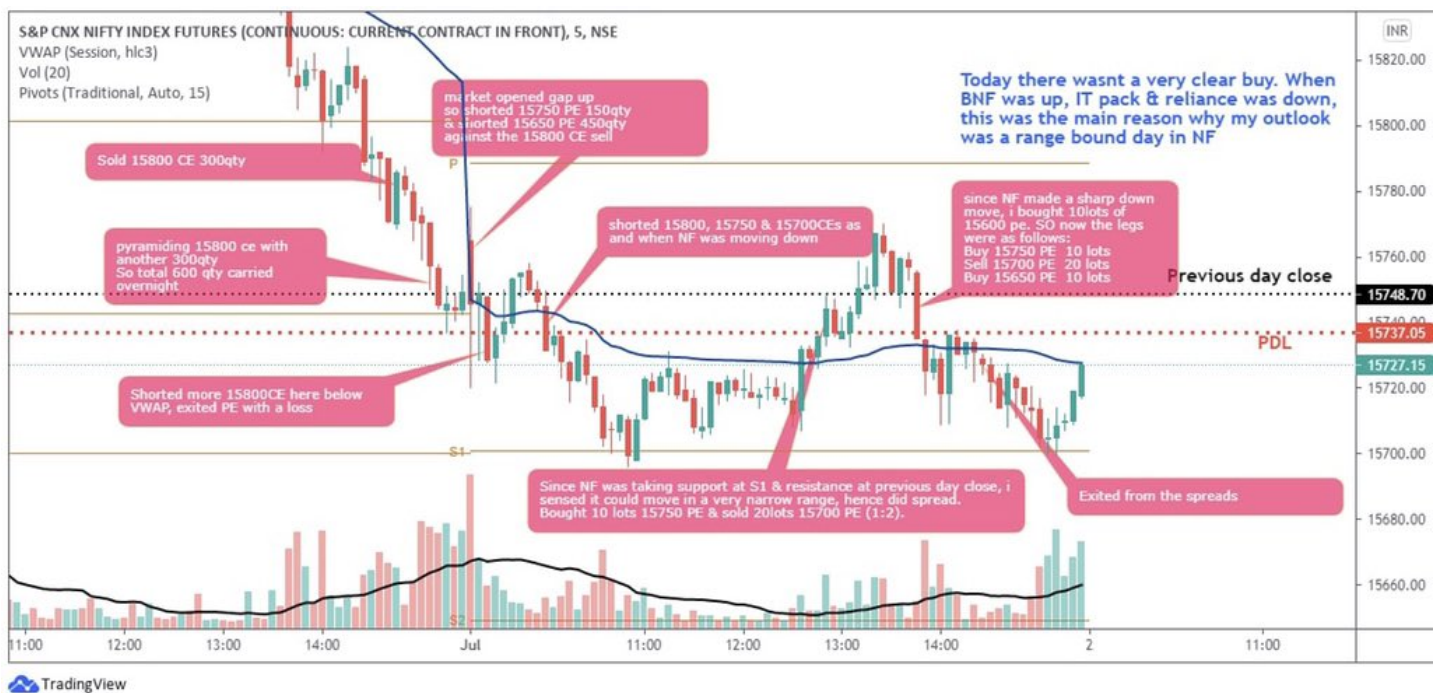 S&P CNX NIFTY INDEX FUTURES (CONTINUOUS: CURRENT CONTRACT IN FRONT), 5, NSE
VWAP (Session, hlc3)
Vol (20)
Pivots (Traditional, Auto, 15)
INR
Today there wasnt a very clear buy. When
BNF was up, IT pack & reliance was down,
this was the main reason why my outlook
was a range bound day in NF
market opened gap up
so shorted 15750 PE 150qty
& shorted 15650 PE 450qty
against the 15800 CE sell
Sold 15800 CE 300qty
P
since NF made a sharp down
move, i bought 10lots of
15600 pe. SO now the legs
were as follows:
Buy 15750 PE 10 lots
Sell 15700 PE 20 lots
Buy 15650 PE 10 lots
shorted 15800, 15750 & 15700CEs as
and when NF was moving down
pyramiding 15800 ce with
another 300qty
So total 600 qty carried
overnight
Previous day close
PDL
Shorted more 15800CE here below
VWAP, exited PE with a loss
S1
Since NF was taking support at S1 & resistance at previous day close, i
sensed it could move in a very narrow range, hence did spread.
Bought 10 lots 15750 PE & sold 20lots 15700 PE (1:2).
Exited from the spreads
S2
15820.00
15800.00
15780.00
15760.00
15748.70
15740.00
15737.05
15727.15
15720.00
15700.00
15680.00
15660.00
11:00
12:00
14:00
Jul
11:00
12:00
13:00
14:00
2
11:00
TradingView